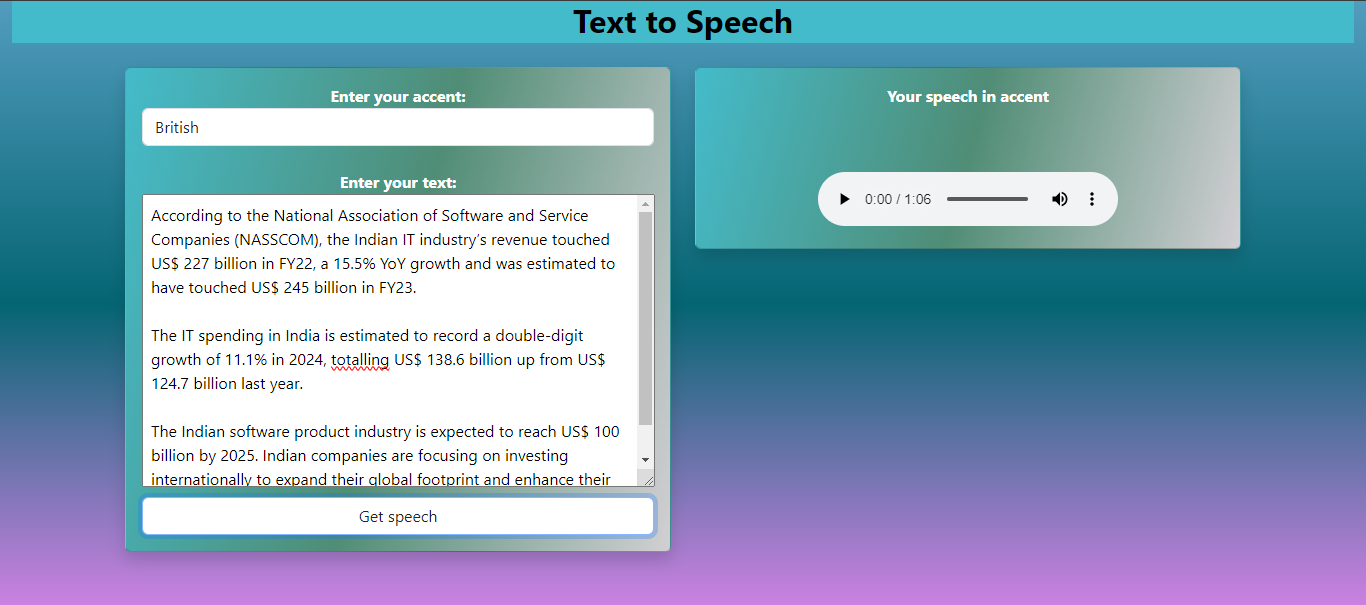 Text to Speech
Enter your accent:
British
Enter your text:
According to the National Association of Software and Service
Companies (NASSCOM), the Indian IT industry’s revenue touched
US$ 227 billion in FY22, a 15.5% YoY growth and was estimated to
have touched US$ 245 billion in FY23.
The IT spending in India is estimated to record a double-digit
growth of 11.1% in 2024, totalling US$ 138.6 billion up from US$
124.7 billion last year.
The Indian software product industry is expected to reach US$ 100
billion by 2025. Indian companies are focusing on investing
internationally to expand their global footprint and enhance their
Get speech
Your speech in accent
0:00 / 1:06